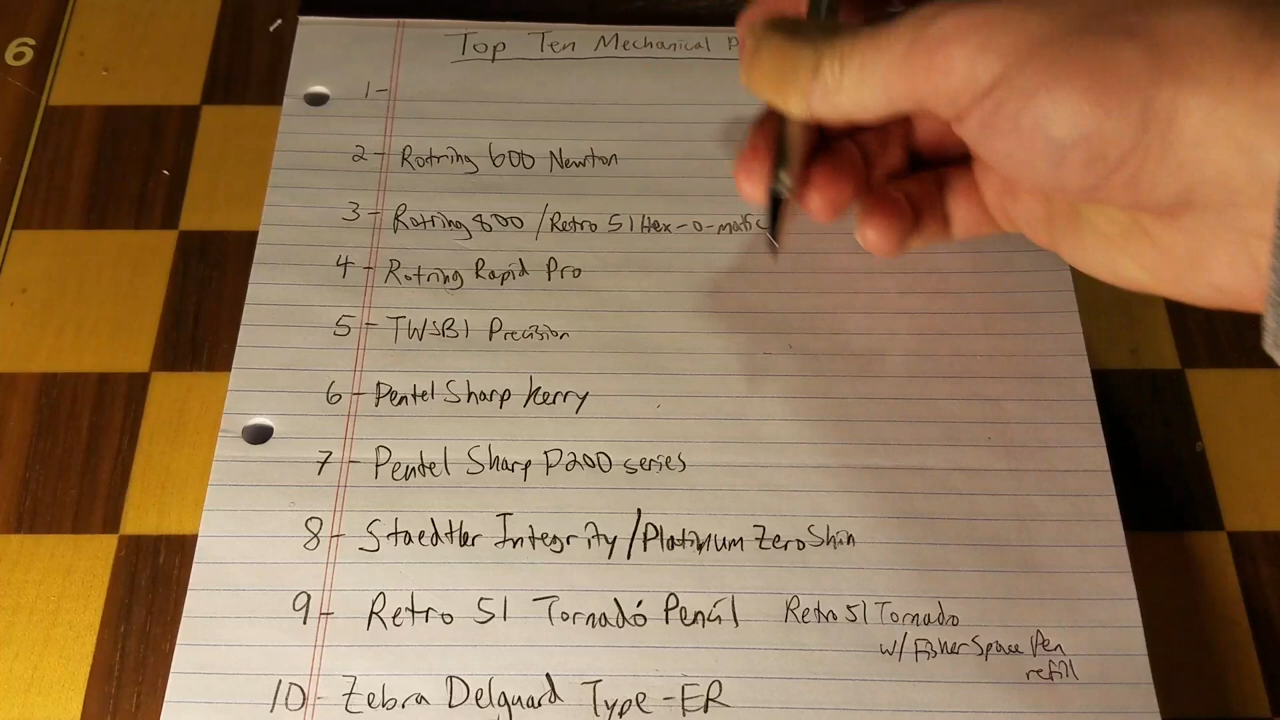 6
Top Ten Mechanical P
1-
2- Rotring 600 Newton
3- Rotring 800 / Retro 51 Hex-o-matic
4- Rotring Rapid Pro
5- TWSBI Precision
6- Pentel Sharp Kerry
7- Pentel Sharp P200 series
8- Staedtler Integrity / Platinum Zero Shin
9- Retro 51 Tornado Pencil Retro 51 Tornado
w/ Fisher Space Pen
refill
10- Zebra Delguard Type-ER